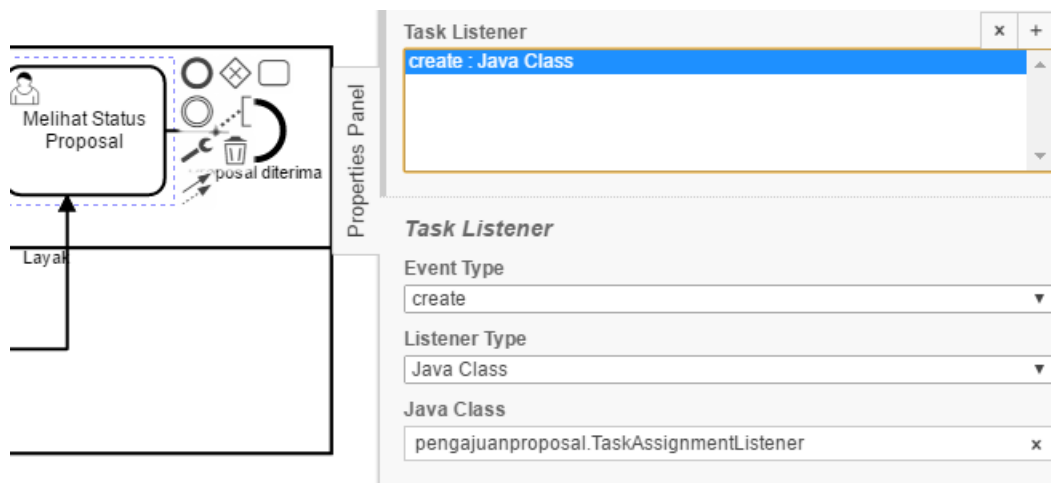 Melihat Status
Proposal
posal diterima
Layak
Properties Panel
Task Listener
x +
create : Java Class
Task Listener
Event Type
create
Listener Type
Java Class
Java Class
pengajuanproposal.TaskAssignmentListener
x